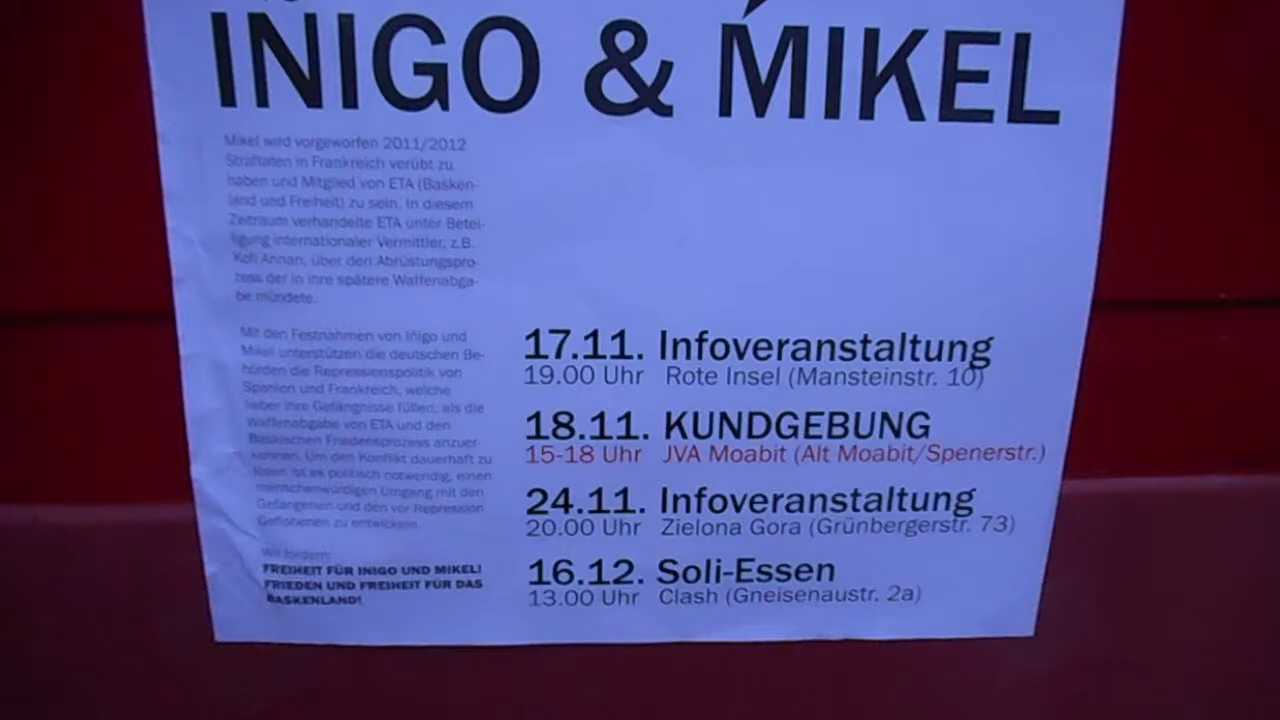 IÑIGO & MIKEL
Mikel wird vorgeworfen 2011/2012
Straftaten in Frankreich verübt zu
haben und Mitglied von ETA (Basken-
land und Freiheit) zu sein. In diesem
Zeitraum verhandelte ETA unter Betei-
ligung internationaler Vermittler, z.B.
Kofi Annan, über den Abrüstungspro-
zess der in ihre spätere Waffenabga-
be mündete.
Mit den Festnahmen von Iñigo und
Mikel unterstützen die deutschen Be-
hörden die Repressionspolitik von
Spanien und Frankreich, welche
lieber ihre Gefängnisse füllen, als die
Waffenabgabe von ETA und den
Baskischen Friedensprozess anzuer-
kennen. Um den Konflikt dauerhaft zu
lösen ist es politisch notwendig, einen
menschenwürdigen Umgang mit den
Gefangenen und den vor Repression
Geflohenen zu entwickeln.
Wir fordern:
FREIHEIT FÜR INIGO UND MIKEL!
FRIEDEN UND FREIHEIT FÜR DAS
BASKENLAND!
17.11. Infoveranstaltung
19.00 Uhr Rote Insel (Mansteinstr. 10)
18.11. KUNDGEBUNG
15-18 Uhr JVA Moabit (Alt Moabit/Spenerstr.)
24.11. Infoveranstaltung
20.00 Uhr Zielona Gora (Grünbergerstr. 73)
16.12. Soli-Essen
13.00 Uhr Clash (Gneisenaustr. 2a)